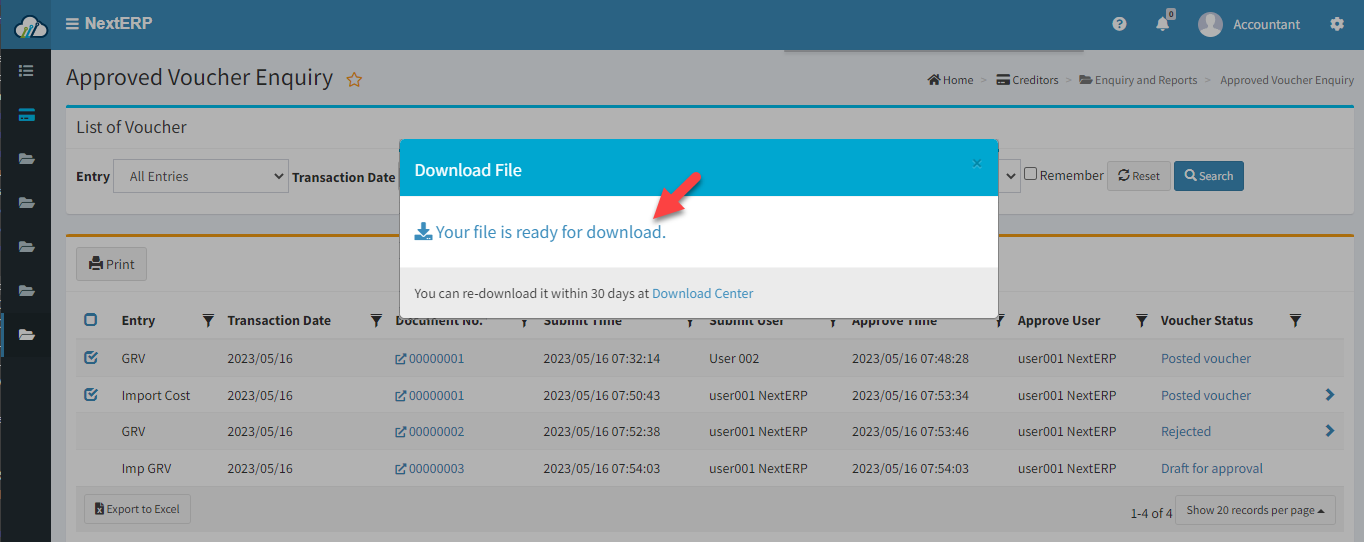 NextERP
0
Accountant
Approved Voucher Enquiry
Home > Creditors > Enquiry and Reports > Approved Voucher Enquiry
List of Voucher
Entry All Entries Transaction Date
Remember Reset Search
Download File
×
Your file is ready for download.
You can re-download it within 30 days at Download Center
Print
Entry Transaction Date Document No. Submit Time Submit User Approve Time Approve User Voucher Status
GRV 2023/05/16 00000001 2023/05/16 07:32:14 User 002 2023/05/16 07:48:28 user001 NextERP Posted voucher
Import Cost 2023/05/16 00000001 2023/05/16 07:50:43 user001 NextERP 2023/05/16 07:53:34 user001 NextERP Posted voucher
GRV 2023/05/16 00000002 2023/05/16 07:52:38 user001 NextERP 2023/05/16 07:53:46 user001 NextERP Rejected
Imp GRV 2023/05/16 00000003 2023/05/16 07:54:03 user001 NextERP 2023/05/16 07:54:03 user001 NextERP Draft for approval
Export to Excel
1-4 of 4 Show 20 records per page